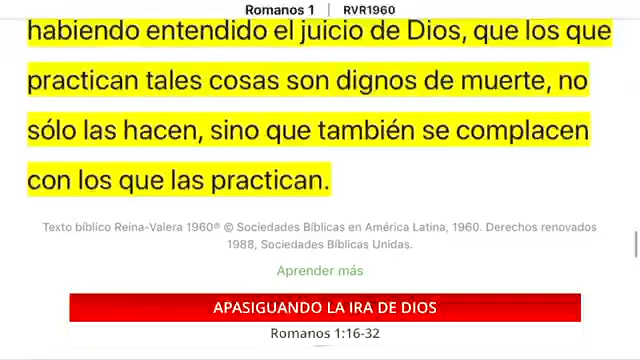 Romanos 1 | RVR1960
habiendo entendido el juicio de Dios, que los que
practican tales cosas son dignos de muerte, no
sólo las hacen, sino que también se complacen
con los que las practican.
Texto bíblico Reina-Valera 1960® © Sociedades Bíblicas en América Latina, 1960. Derechos renovados
1988, Sociedades Bíblicas Unidas.
Aprender más
APASIGUANDO LA IRA DE DIOS
Romanos 1:16-32